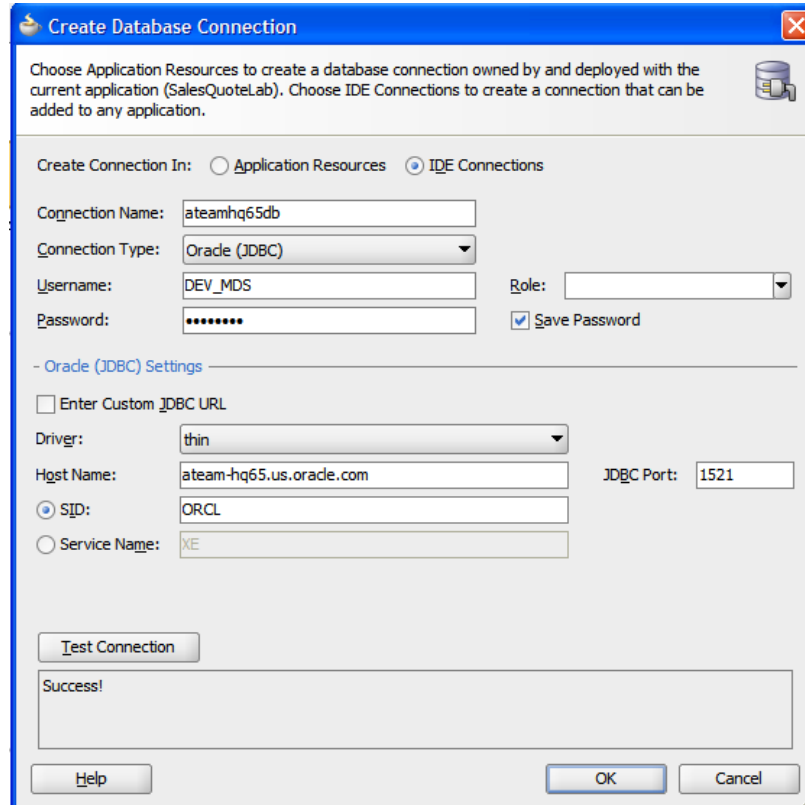 Create Database Connection
Choose Application Resources to create a database connection owned by and deployed with the
current application (SalesQuoteLab). Choose IDE Connections to create a connection that can be
added to any application.
Create Connection In: Application Resources IDE Connections
Connection Name: ateamhq65db
Connection Type: Oracle (JDBC)
Username: DEV_MDS Role:
Password: •••••••• Save Password
Oracle (JDBC) Settings
Enter Custom JDBC URL
Driver: thin
Host Name: ateam-hq65.us.oracle.com JDBC Port: 1521
SID: ORCL
Service Name: XE
Test Connection
Success!
Help OK Cancel